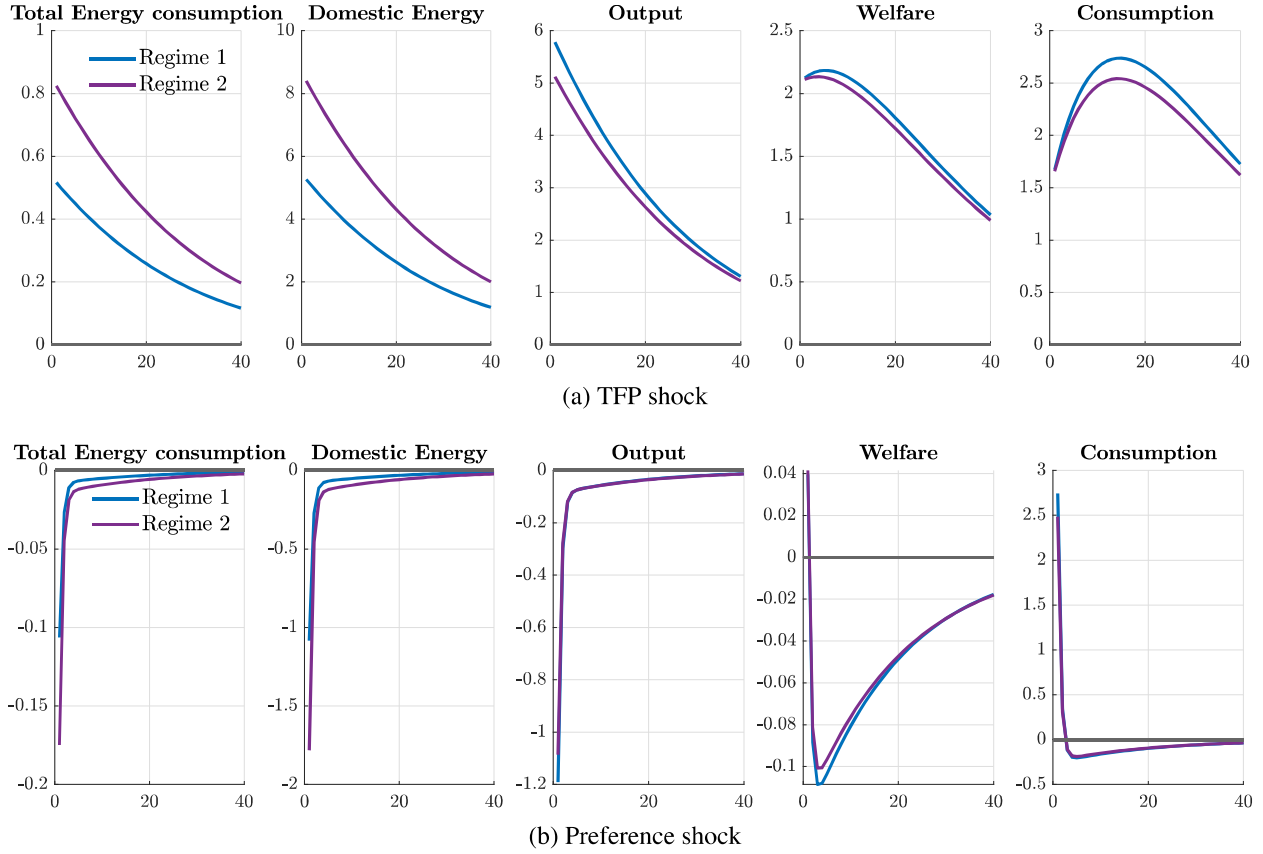 Total Energy consumption Domestic Energy Output Welfare Consumption
1 10 6 2.5 3
Regime 1
Regime 2
0.8 8 5 2 2.5
0.6 6 4 1.5 2
0.4 4 3 1 1.5
0.2 2 2 0.5 1
1 0.5
0 0 0 0 0
20 40 20 40 20 40 20 40 20 40
(a) TFP shock
Total Energy consumption Domestic Energy Output Welfare Consumption
0 0 0 0.04 3
Regime 1
Regime 2
-0.05 -0.5 -0.2 0.02 2.5
-0.1 -1 -0.4 0 2
-0.15 -1.5 -0.6 -0.02 1.5
-0.2 -2 -0.8 -0.04 1
-1 -0.06 0.5
-1.2 -0.08 0
-0.1 -0.5
0 20 40 0 20 40 0 20 40 0 20 40 0 20 40
(b) Preference shock